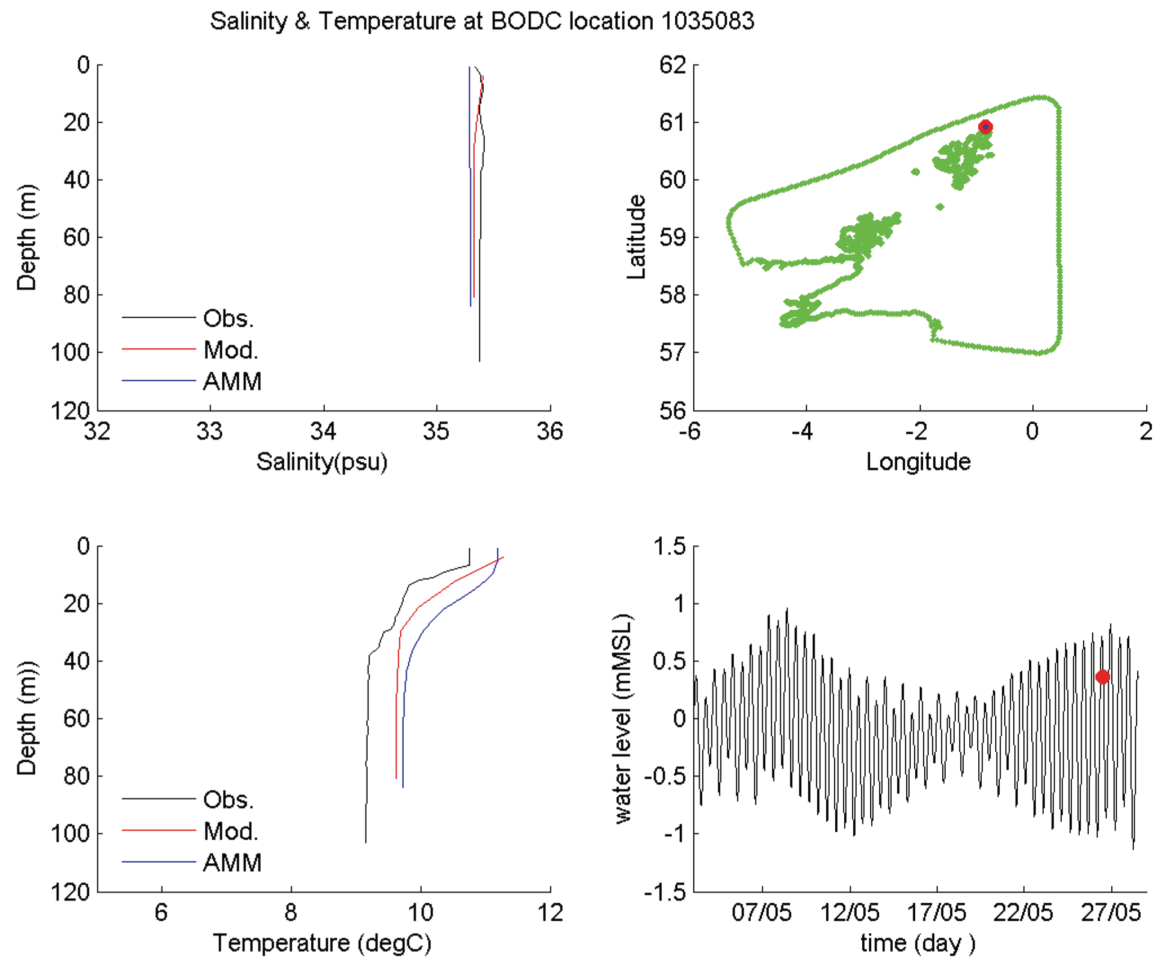 Salinity & Temperature at BODC location 1035083
0
20
40
60
80
100
120
Depth (m)
Obs.
Mod.
AMM
32 33 34 35 36
Salinity(psu)
62
61
60
59
58
57
56
Latitude
-6 -4 -2 0 2
Longitude
0
20
40
60
80
100
120
Depth (m))
Obs.
Mod.
AMM
6 8 10 12
Temperature (degC)
1.5
1
0.5
0
-0.5
-1
-1.5
water level (mMSL)
07/05 12/05 17/05 22/05 27/05
time (day )